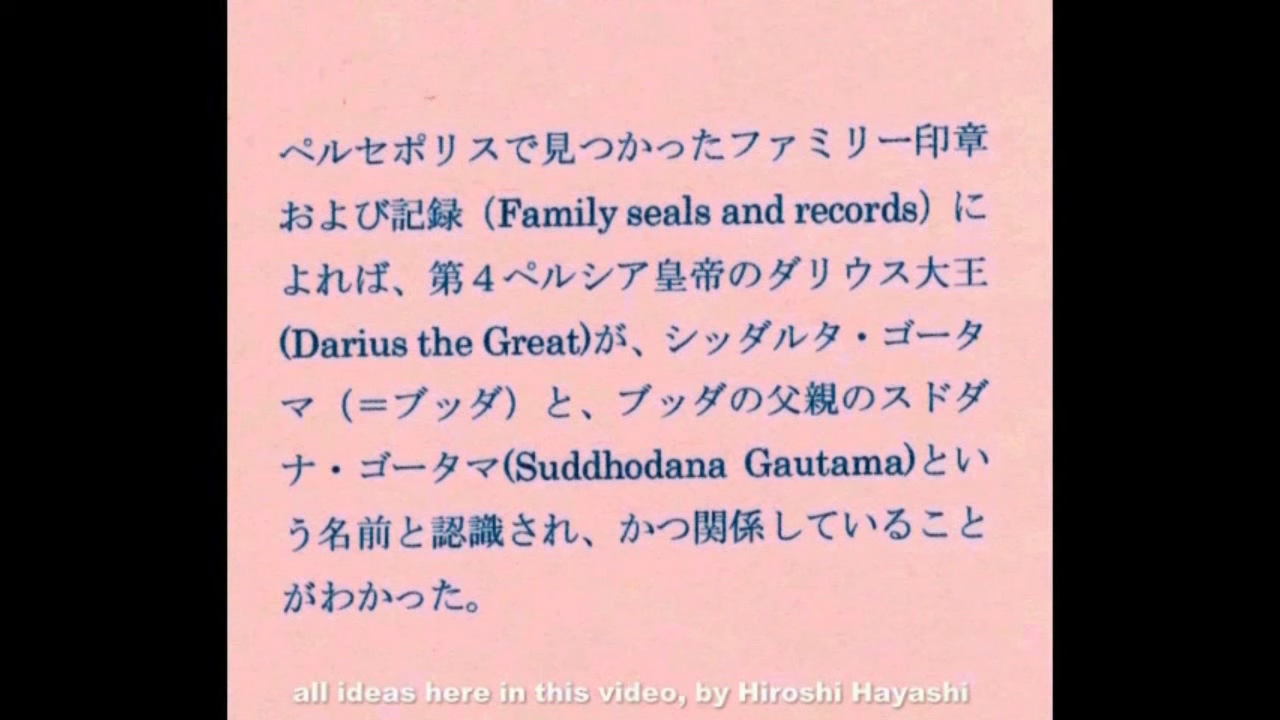 ペルセポリスで見つかったファミリー印章
および記録（Family seals and records）に
よれば、第４ペルシア皇帝のダリウス大王
(Darius the Great)が、シッダルタ・ゴータ
マ（＝ブッダ）と、ブッダの父親のスドダ
ナ・ゴータマ(Suddhodana Gautama)とい
う名前と認識され、かつ関係していること
がわかった。
all ideas here in this video, by Hiroshi Hayashi